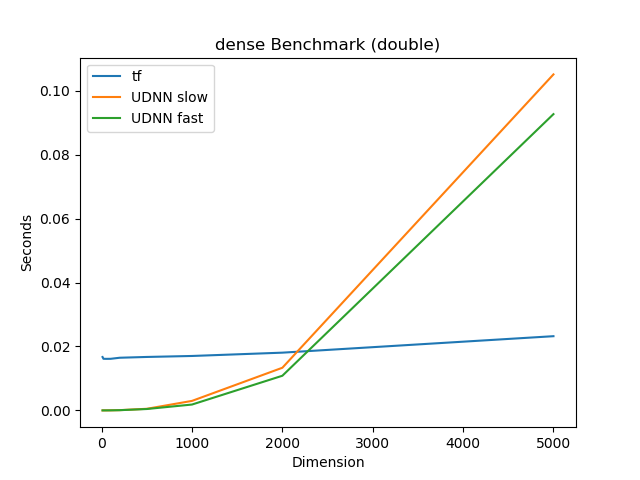 dense Benchmark (double)
tf
UDNN slow
UDNN fast
Seconds
0.10
0.08
0.06
0.04
0.02
0.00
0 1000 2000 3000 4000 5000
Dimension